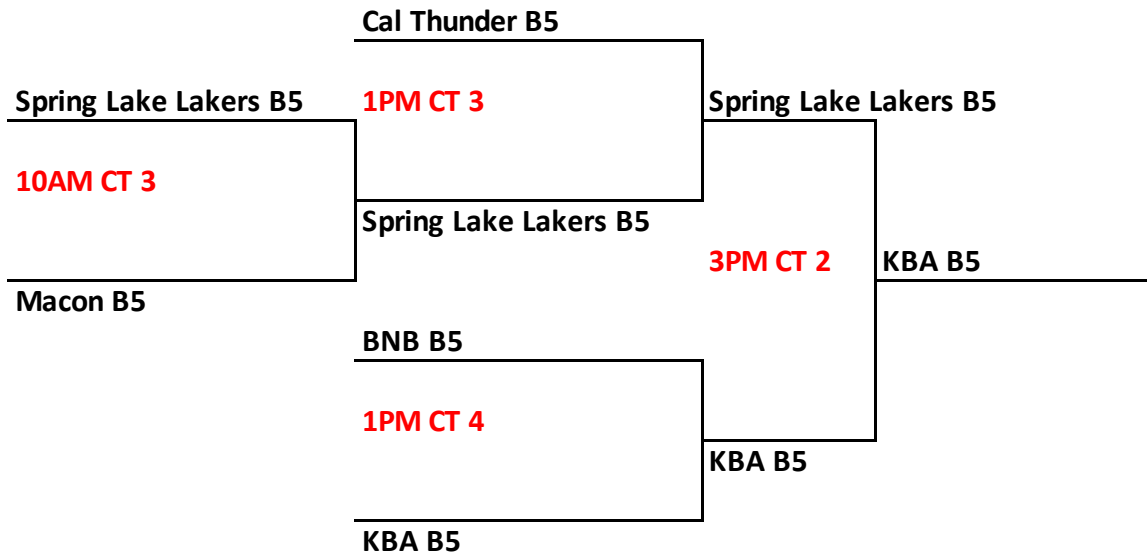 Cal Thunder B5
Spring Lake Lakers B5
1PM CT 3
Spring Lake Lakers B5
10AM CT 3
Spring Lake Lakers B5
3PM CT 2
KBA B5
Macon B5
BNB B5
1PM CT 4
KBA B5
KBA B5